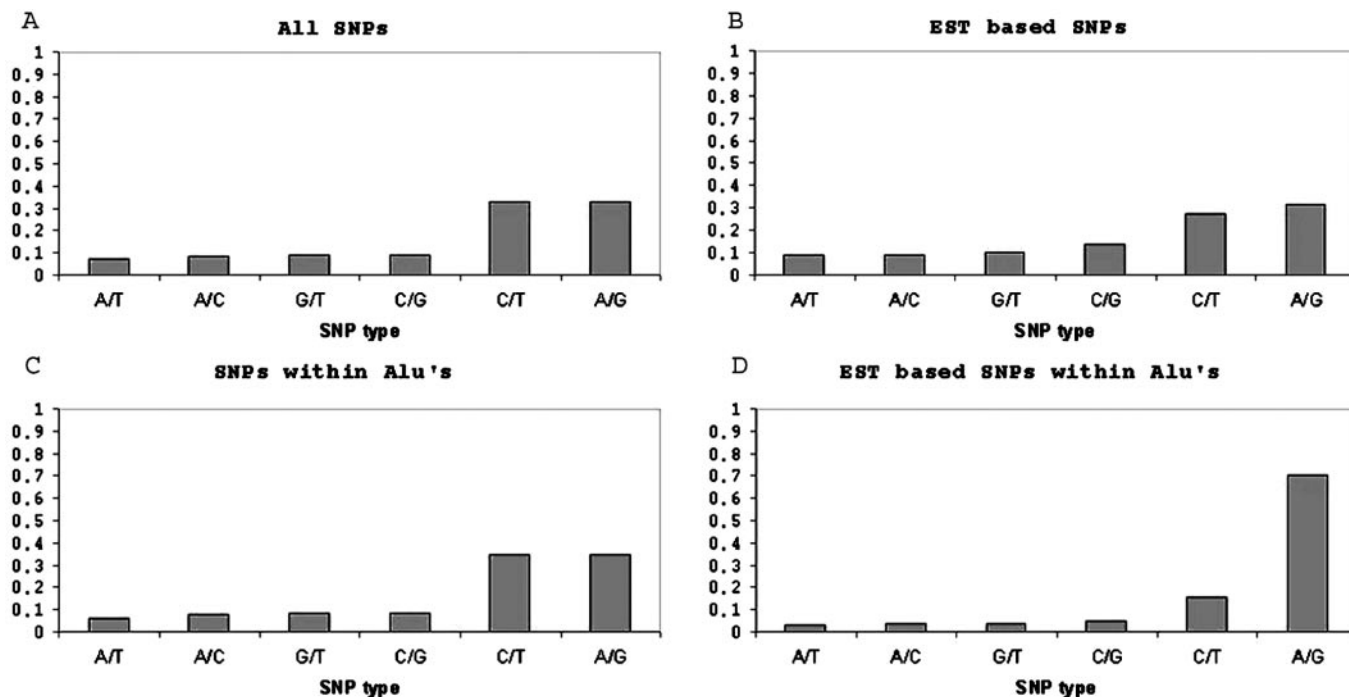 A
All SNPs
1
0.9
0.8
0.7
0.6
0.5
0.4
0.3
0.2
0.1
0
A/T A/C G/T C/G C/T A/G
SNP type
B
EST based SNPs
1
0.9
0.8
0.7
0.6
0.5
0.4
0.3
0.2
0.1
0
A/T A/C G/T C/G C/T A/G
SNP type
C
SNPs within Alu's
1
0.9
0.8
0.7
0.6
0.5
0.4
0.3
0.2
0.1
0
A/T A/C G/T C/G C/T A/G
SNP type
D
EST based SNPs within Alu's
1
0.9
0.8
0.7
0.6
0.5
0.4
0.3
0.2
0.1
0
A/T A/C G/T C/G C/T A/G
SNP type